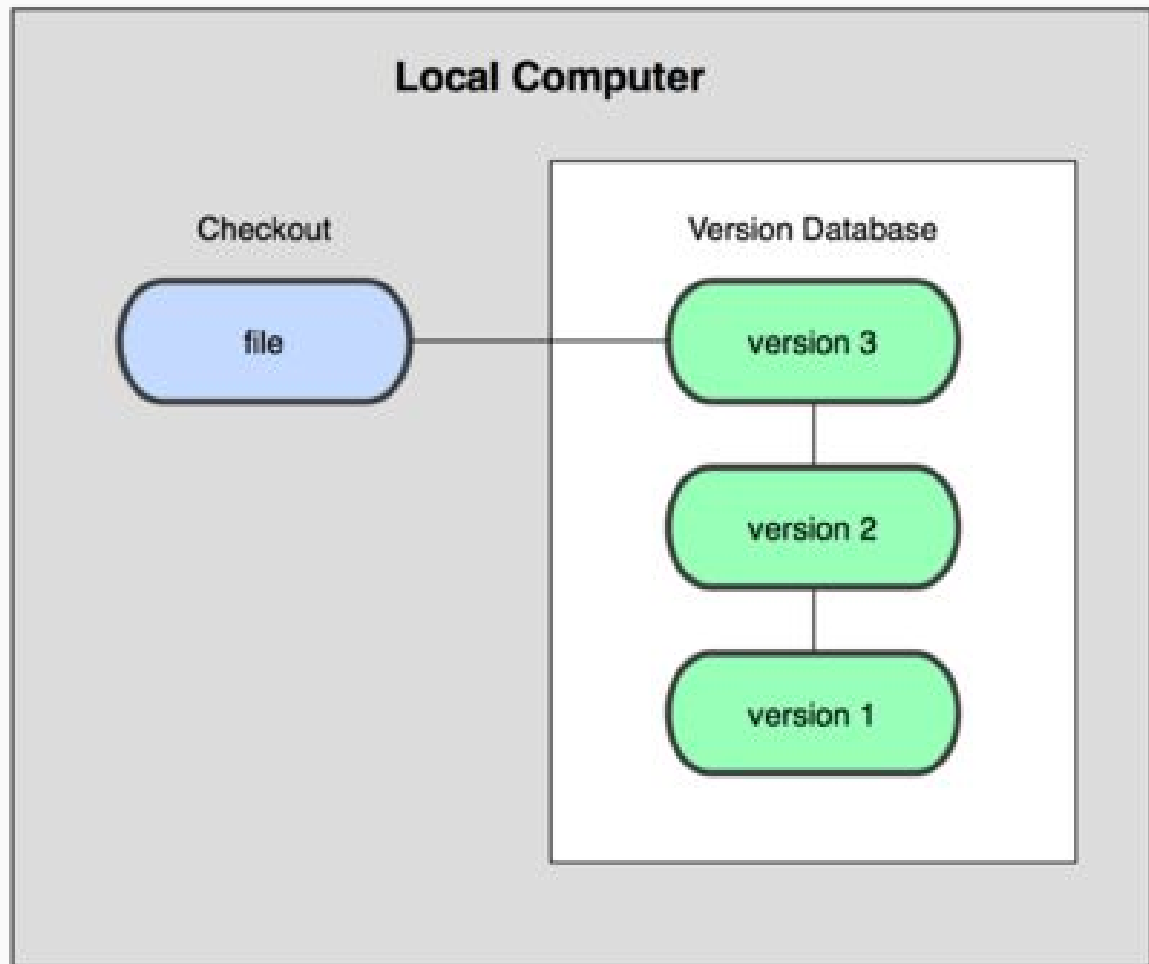 Local Computer
Checkout
Version Database
file
version 3
version 2
version 1